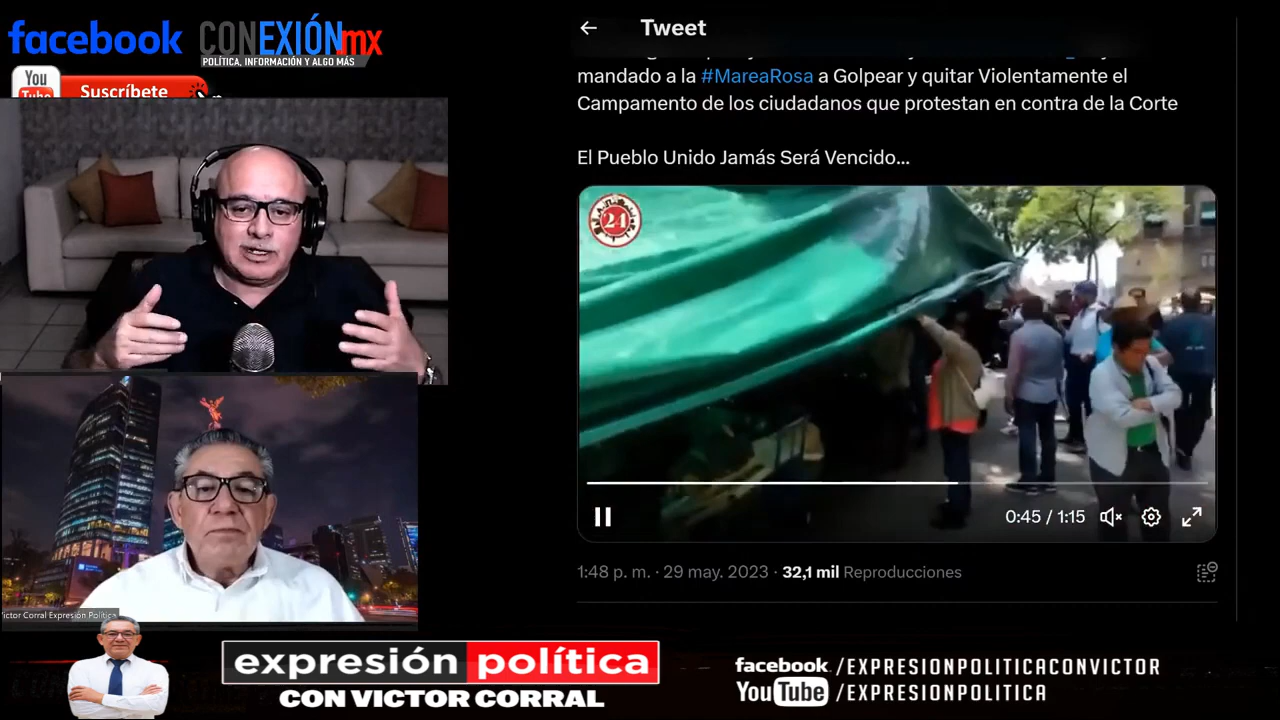 facebook
CONEXIÓN mx
POLÍTICA, INFORMACIÓN Y ALGO MÁS
You
Tube
Suscríbete
← Tweet
mandado a la #MareaRosa a Golpear y quitar Violentamente el
Campamento de los ciudadanos que protestan en contra de la Corte
El Pueblo Unido Jamás Será Vencido...
24
0:45 / 1:15
1:48 p. m. · 29 may. 2023 · 32,1 mil Reproducciones
Victor Corral Expresión Política
expresión política
CON VICTOR CORRAL
facebook /EXPRESIONPOLITICACONVICTOR
YouTube /EXPRESIONPOLITICA